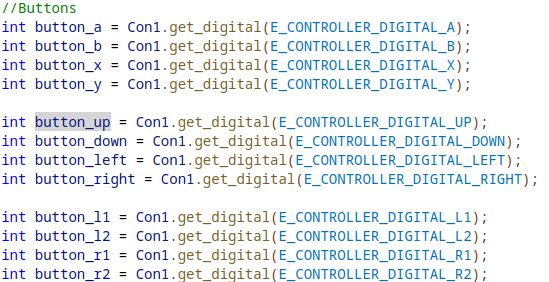 //Buttons
int button_a = Con1.get_digital(E_CONTROLLER_DIGITAL_A);
int button_b = Con1.get_digital(E_CONTROLLER_DIGITAL_B);
int button_x = Con1.get_digital(E_CONTROLLER_DIGITAL_X);
int button_y = Con1.get_digital(E_CONTROLLER_DIGITAL_Y);
int button_up = Con1.get_digital(E_CONTROLLER_DIGITAL_UP);
int button_down = Con1.get_digital(E_CONTROLLER_DIGITAL_DOWN);
int button_left = Con1.get_digital(E_CONTROLLER_DIGITAL_LEFT);
int button_right = Con1.get_digital(E_CONTROLLER_DIGITAL_RIGHT);
int button_l1 = Con1.get_digital(E_CONTROLLER_DIGITAL_L1);
int button_l2 = Con1.get_digital(E_CONTROLLER_DIGITAL_L2);
int button_r1 = Con1.get_digital(E_CONTROLLER_DIGITAL_R1);
int button_r2 = Con1.get_digital(E_CONTROLLER_DIGITAL_R2);